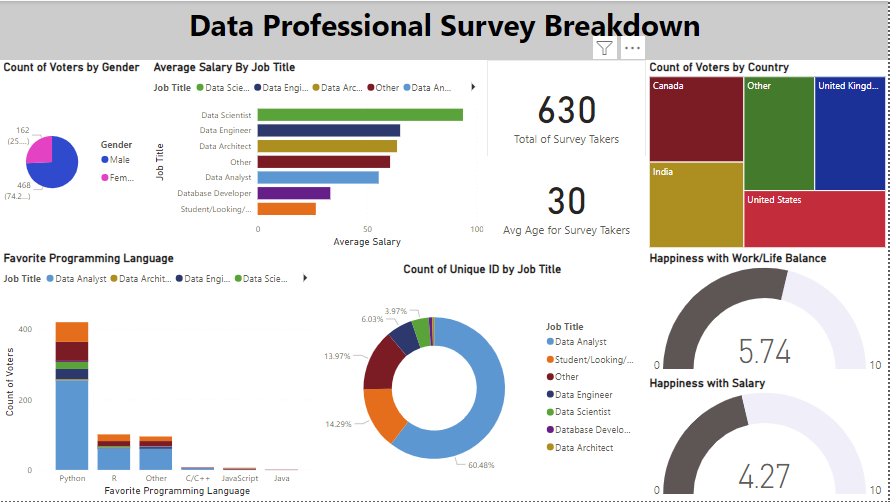 Data Professional Survey Breakdown
Count of Voters by Gender
162
(25....)
468
(74.2...)
Gender
Male
Fem...
Average Salary By Job Title
Job Title Data Scie... Data Engi... Data Arc... Other Data An...
Job Title
Data Scientist
Data Engineer
Data Architect
Other
Data Analyst
Database Developer
Student/Looking/...
0 50 100
Average Salary
630
Total of Survey Takers
30
Avg Age for Survey Takers
Count of Voters by Country
Canada
Other
United Kingd...
India
United States
Favorite Programming Language
Job Title Data Analyst Data Archit... Data Engi... Data Scie...
Count of Voters
400
200
0
Python R Other C/C++ JavaScript Java
Favorite Programming Language
Count of Unique ID by Job Title
3.97%
6.03%
13.97%
14.29%
60.48%
Job Title
Data Analyst
Student/Looking/...
Other
Data Engineer
Data Scientist
Database Develo...
Data Architect
Happiness with Work/Life Balance
5.74
0 10
Happiness with Salary
4.27
0 10